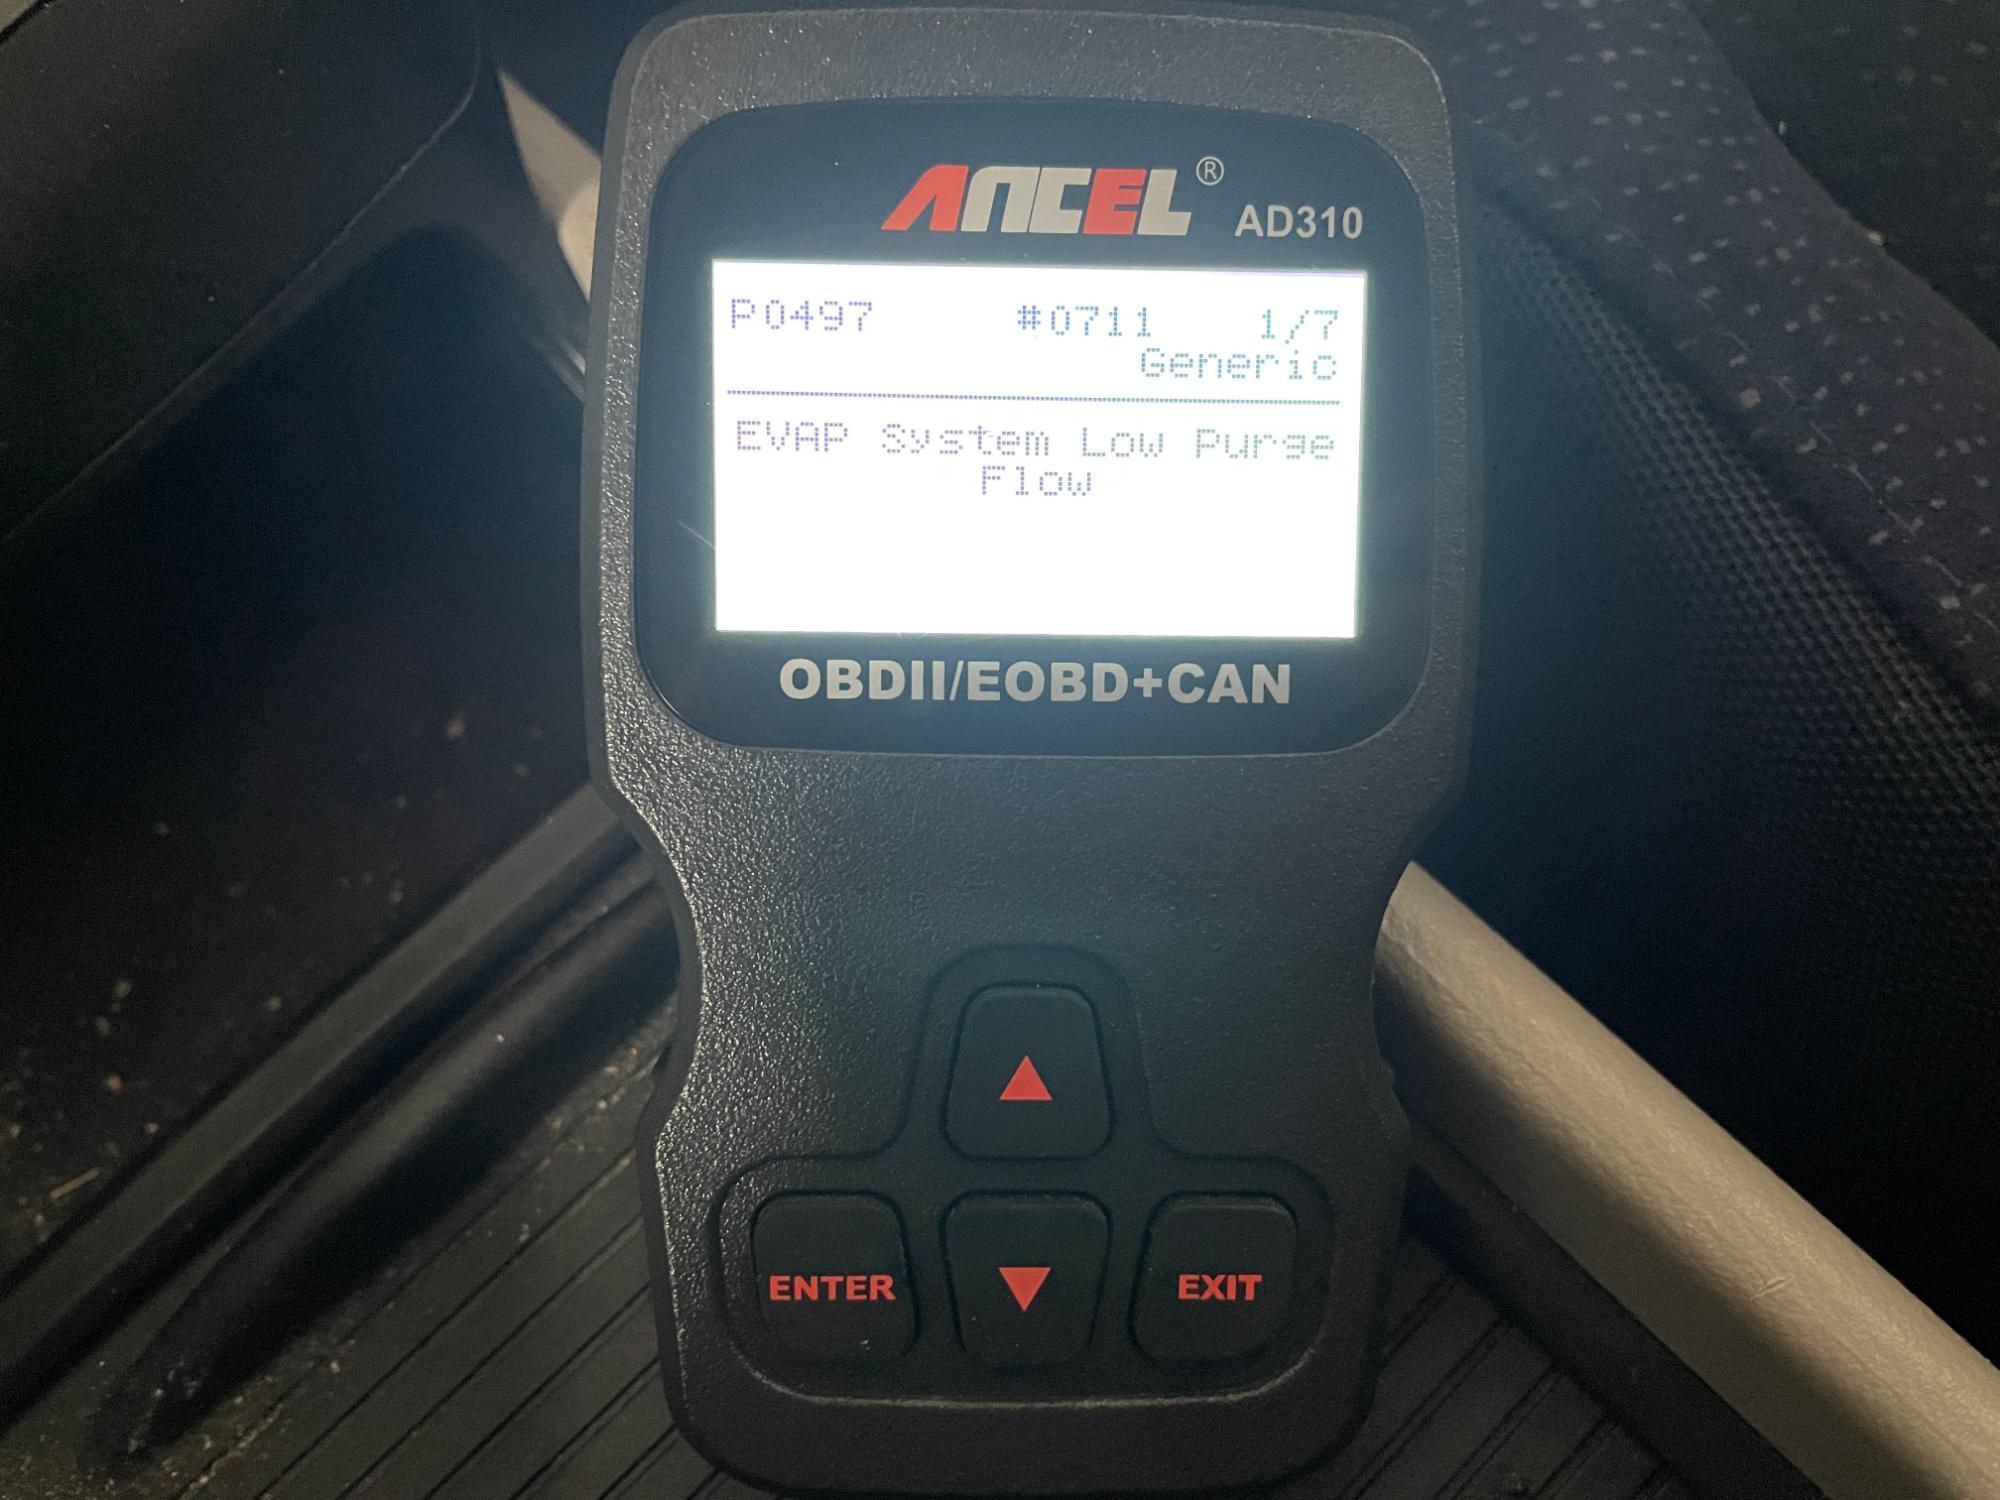 ANCEL® AD310
P0497 #0711 1/7
Generic
EVAP System Low Purge
Flow
OBDII/EOBD+CAN
ENTER EXIT